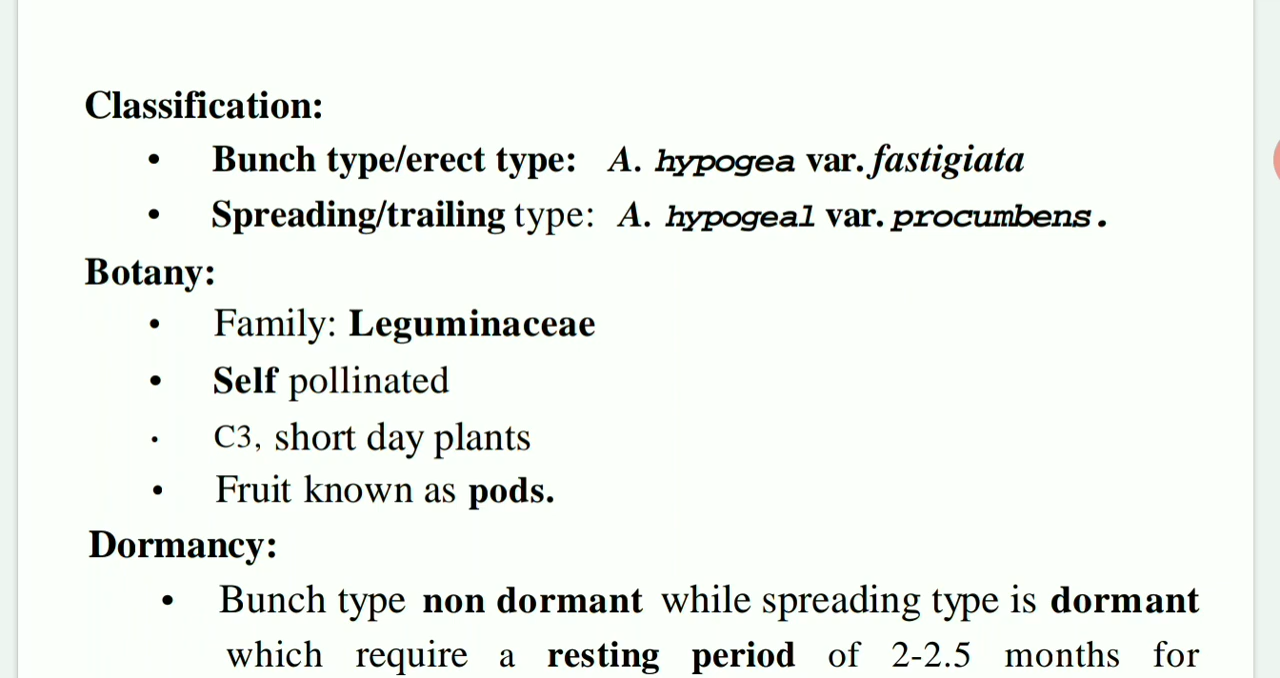 Classification:
• Bunch type/erect type: A. hypogea var. fastigiata
• Spreading/trailing type: A. hypogeal var. procumbens.
Botany:
• Family: Leguminaceae
• Self pollinated
• C3, short day plants
• Fruit known as pods.
Dormancy:
• Bunch type non dormant while spreading type is dormant
which require a resting period of 2-2.5 months for